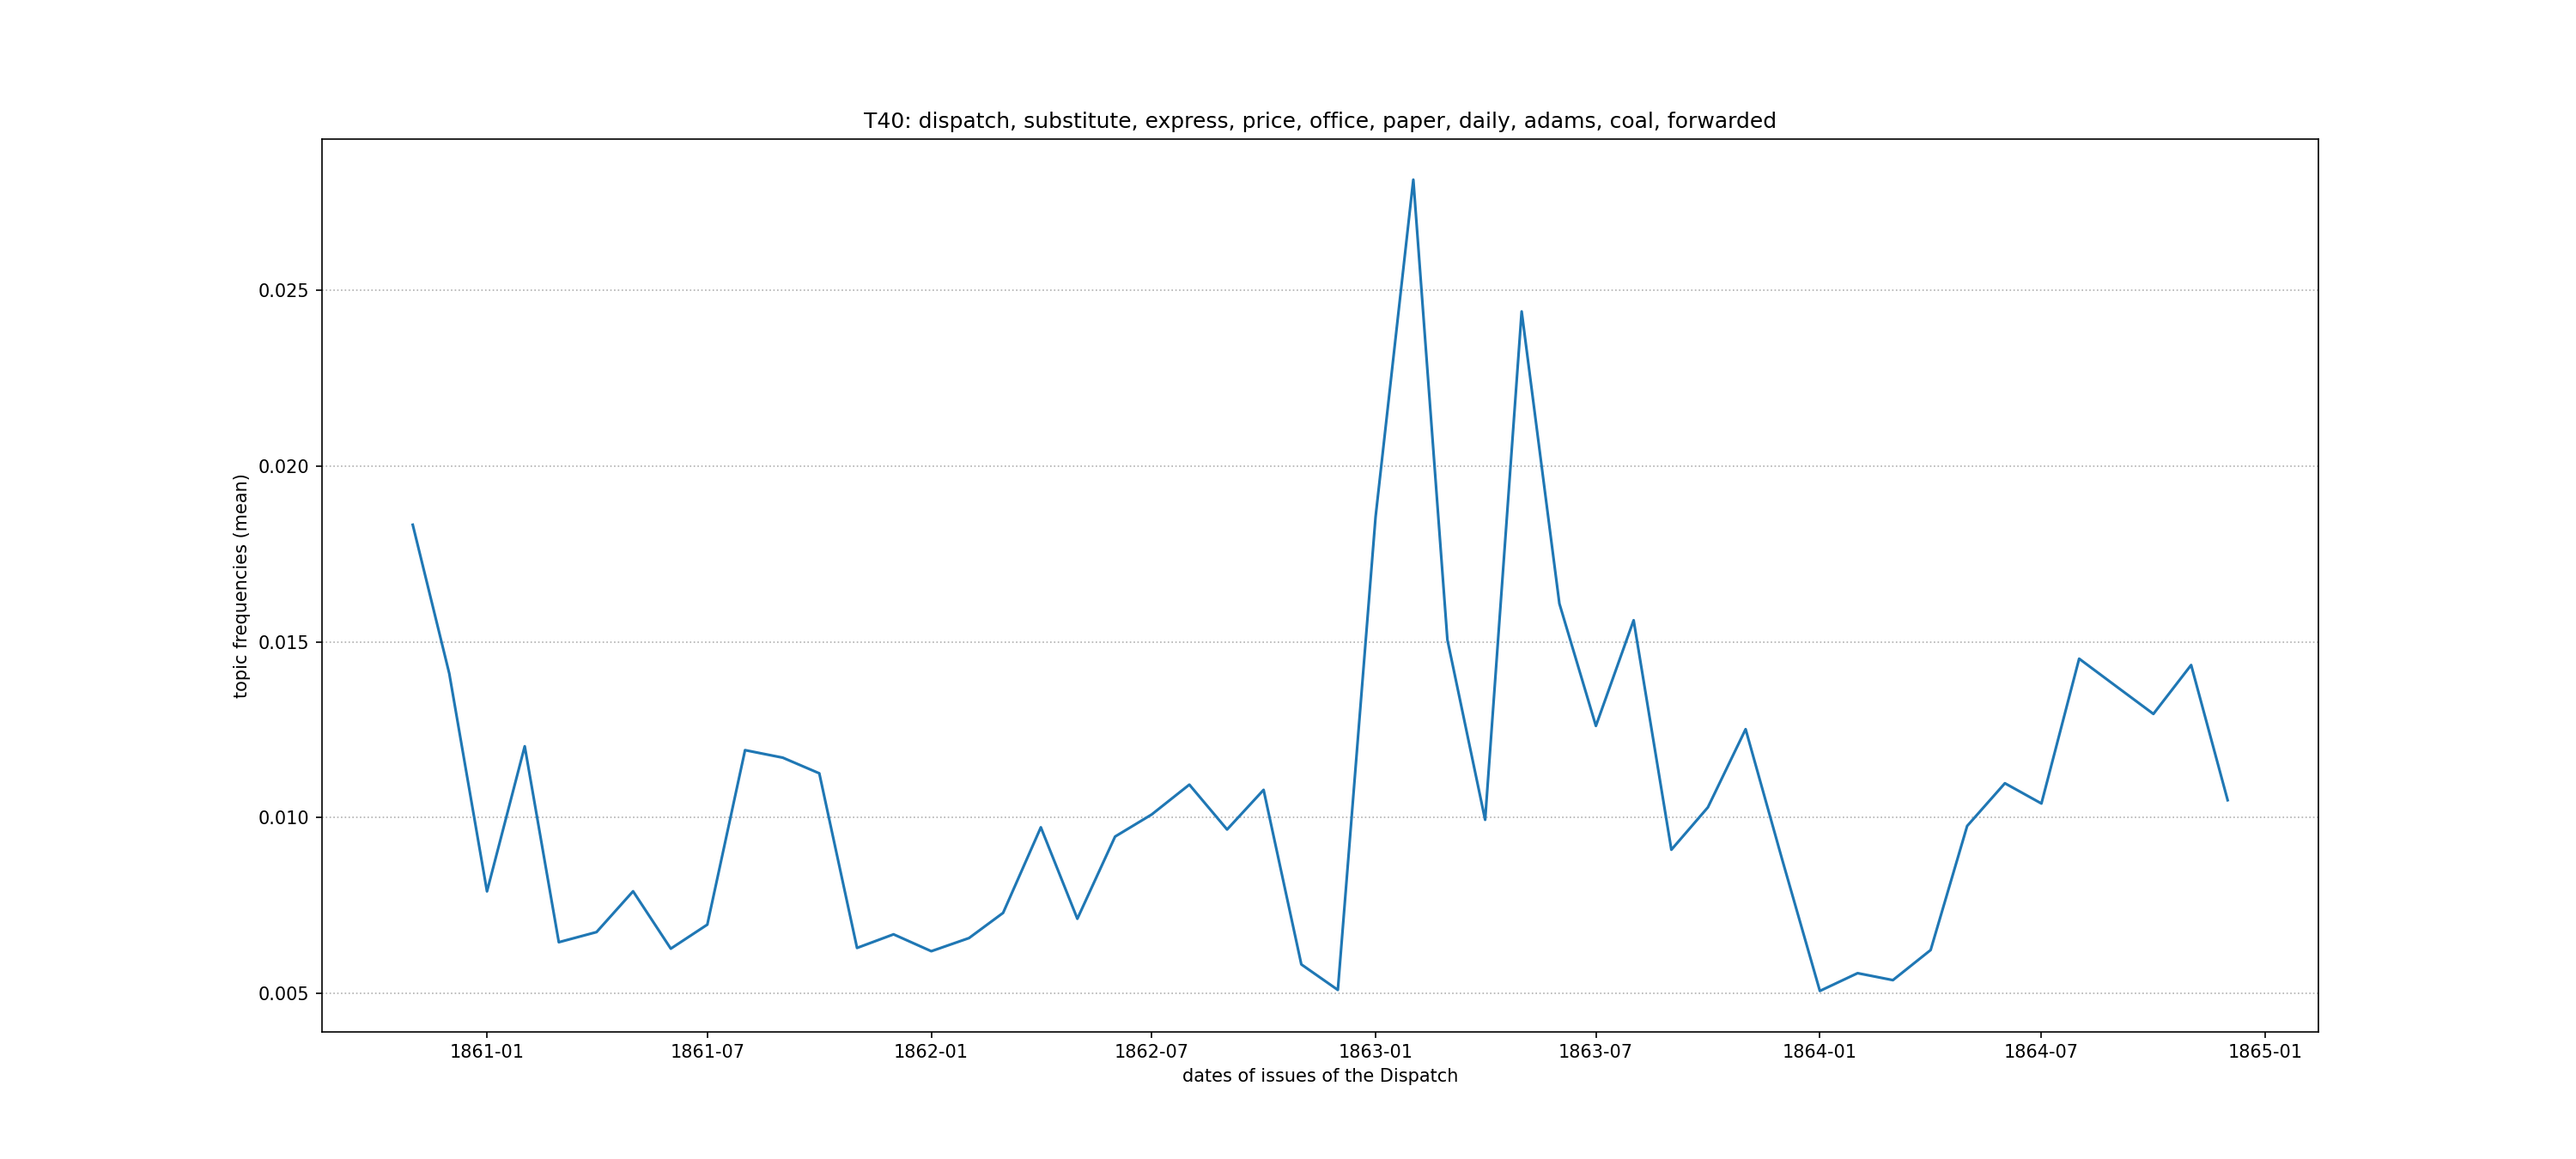 T40: dispatch, substitute, express, price, office, paper, daily, adams, coal, forwarded
topic frequencies (mean)
0.025
0.020
0.015
0.010
0.005
1861-01 1861-07 1862-01 1862-07 1863-01 1863-07 1864-01 1864-07 1865-01
dates of issues of the Dispatch